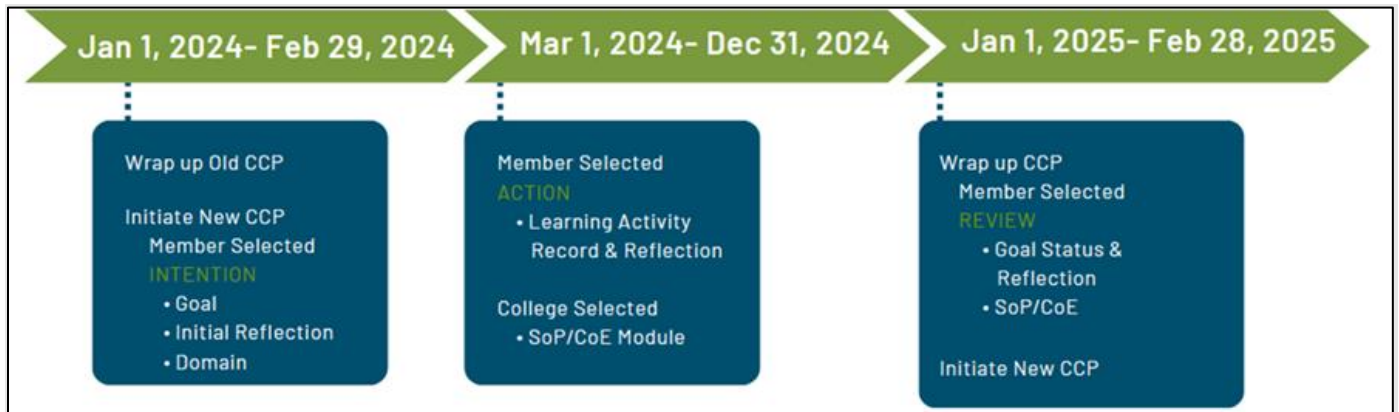 Jan 1, 2024- Feb 29, 2024
Mar 1, 2024- Dec 31, 2024
Jan 1, 2025- Feb 28, 2025
Wrap up Old CCP
Initiate New CCP
Member Selected
INTENTION
• Goal
• Initial Reflection
• Domain
Member Selected
ACTION
• Learning Activity
Record & Reflection
College Selected
• SoP/CoE Module
Wrap up CCP
Member Selected
REVIEW
• Goal Status &
Reflection
• SoP/CoE
Initiate New CCP